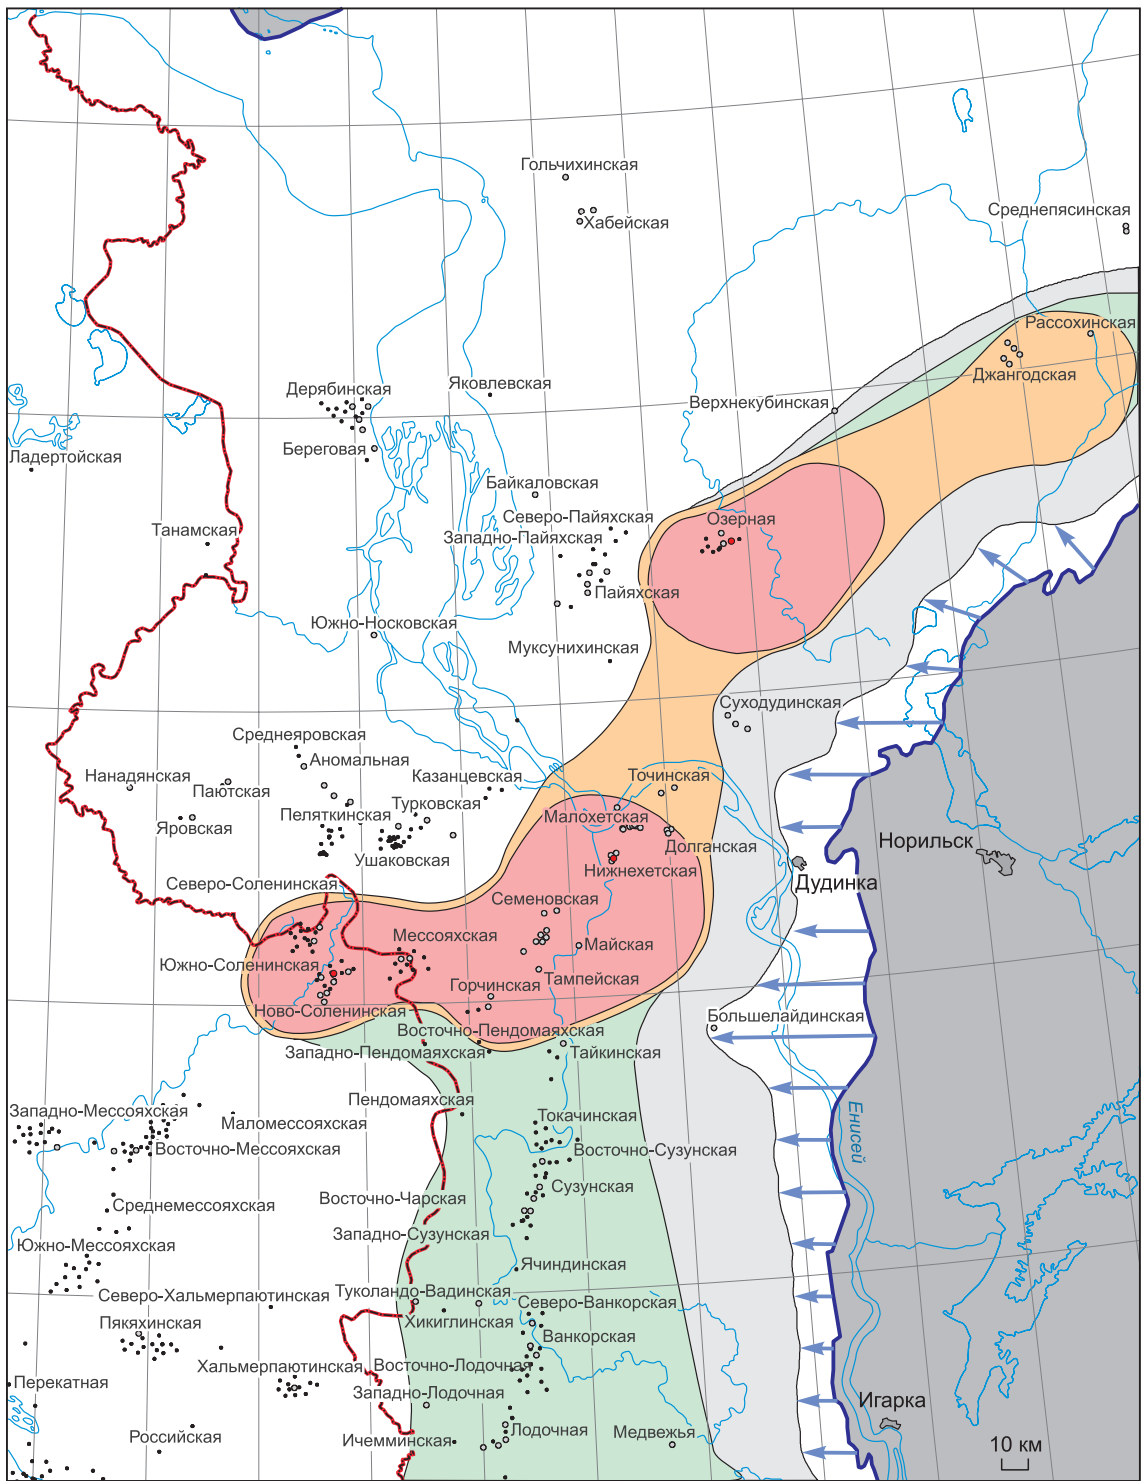 Гольчихинская
Хабейская
Среднепясинская
Рассохинская
Джангодская
Дерябинская
Яковлевская
Верхнекубинская
Береговая
Ладертойская
Байкаловская
Северо-Пайяхская
Озерная
Танамская
Западно-Пайяхская
Пайяхская
Южно-Носковская
Муксунихинская
Суходудинская
Среднеяровская
Аномальная
Нанадянская
Паютская
Казанцевская
Точинская
Турковская
Пеляткинская
Малохетская
Яровская
Норильск
Долганская
Ушаковская
Нижнехетская
Северо-Соленинская
Дудинка
Семеновская
Мессояхская
Майская
Южно-Соленинская
Тампейская
Горчинская
Ново-Соленинская
Большелайдинская
Восточно-Пендомаяхская
Западно-Пендомаяхская
Тайкинская
Пендомаяхская
Западно-Мессояхская
Маломессояхская
Токачинская
Енисей
Восточно-Мессояхская
Восточно-Сузунская
Сузунская
Восточно-Чарская
Среднемессояхская
Западно-Сузунская
Южно-Мессояхская
Ячиндинская
Туколандо-Вадинская
Северо-Хальмерпаютинская
Северо-Ванкорская
Хикиглинская
Пякяхинская
Ванкорская
Хальмерпаютинская
Восточно-Лодочная
Перекатная
Западно-Лодочная
Игарка
Российская
Ичемминская
Лодочная
Медвежья
10 км